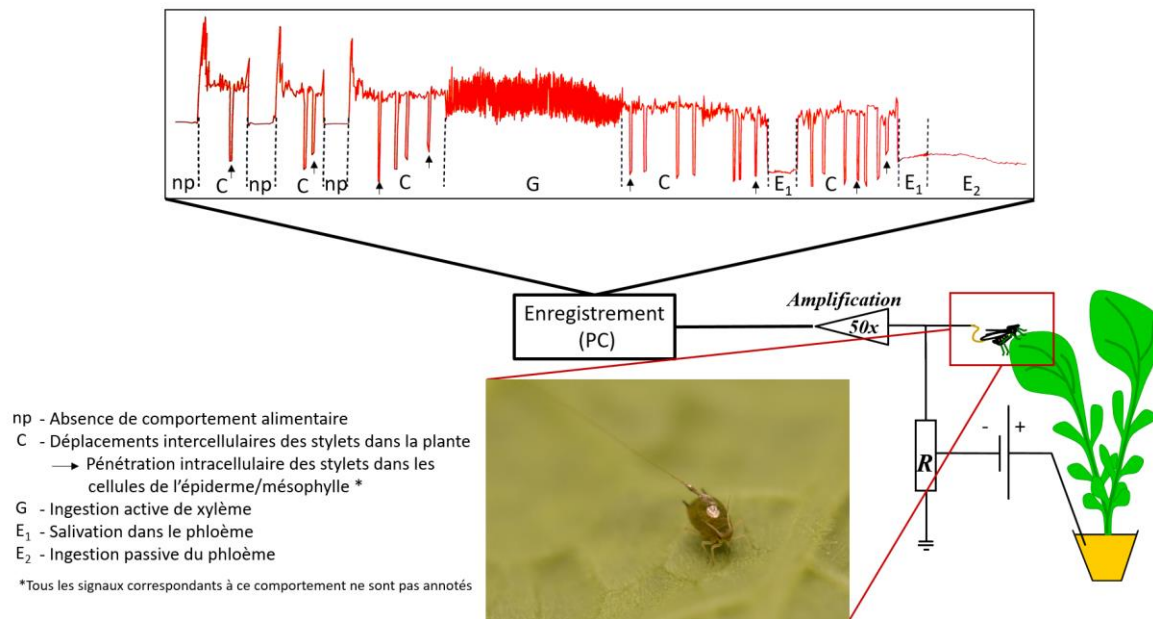 np C np C np C G C E1 C E1 E2
Enregistrement
(PC)
Amplification
50x
R
- +
np - Absence de comportement alimentaire
C - Déplacements intercellulaires des stylets dans la plante
→ Pénétration intracellulaire des stylets dans les
cellules de l'épiderme/mésophylle *
G - Ingestion active de xylème
E1 - Salivation dans le phloème
E2 - Ingestion passive du phloème
*Tous les signaux correspondants à ce comportement ne sont pas annotés